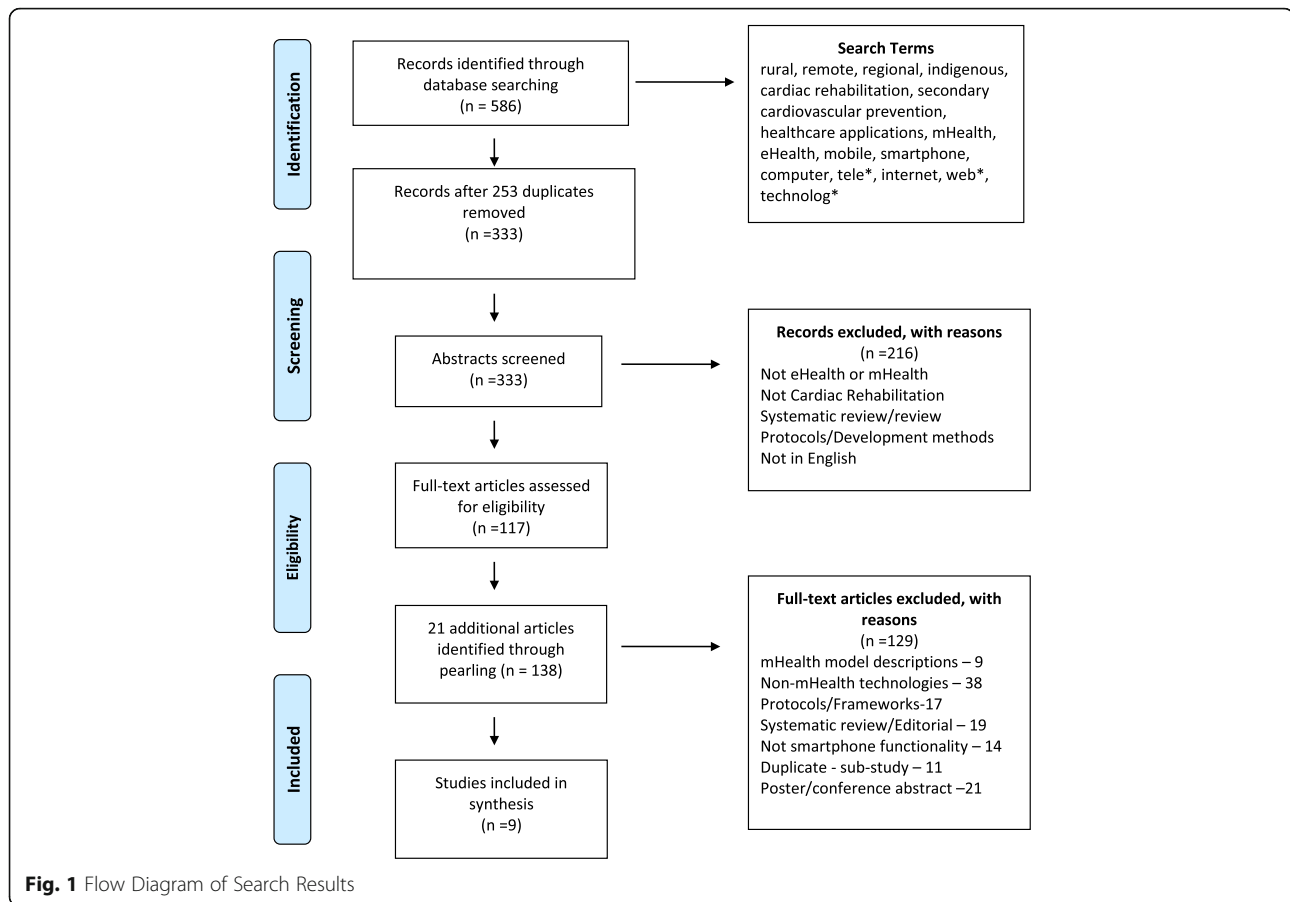 Identification
Records identified through
database searching
(n = 586)
Search Terms
rural, remote, regional, indigenous,
cardiac rehabilitation, secondary
cardiovascular prevention,
healthcare applications, mHealth,
eHealth, mobile, smartphone,
computer, tele*, internet, web*,
technolog*
Records after 253 duplicates
removed
(n =333)
Screening
Abstracts screened
(n =333)
Records excluded, with reasons
(n =216)
Not eHealth or mHealth
Not Cardiac Rehabilitation
Systematic review/review
Protocols/Development methods
Not in English
Eligibility
Full-text articles assessed
for eligibility
(n =117)
21 additional articles
identified through
pearling (n = 138)
Full-text articles excluded, with
reasons
(n =129)
mHealth model descriptions – 9
Non-mHealth technologies – 38
Protocols/Frameworks-17
Systematic review/Editorial – 19
Not smartphone functionality – 14
Duplicate - sub-study – 11
Poster/conference abstract –21
Included
Studies included in
synthesis
(n =9)
Fig. 1 Flow Diagram of Search Results